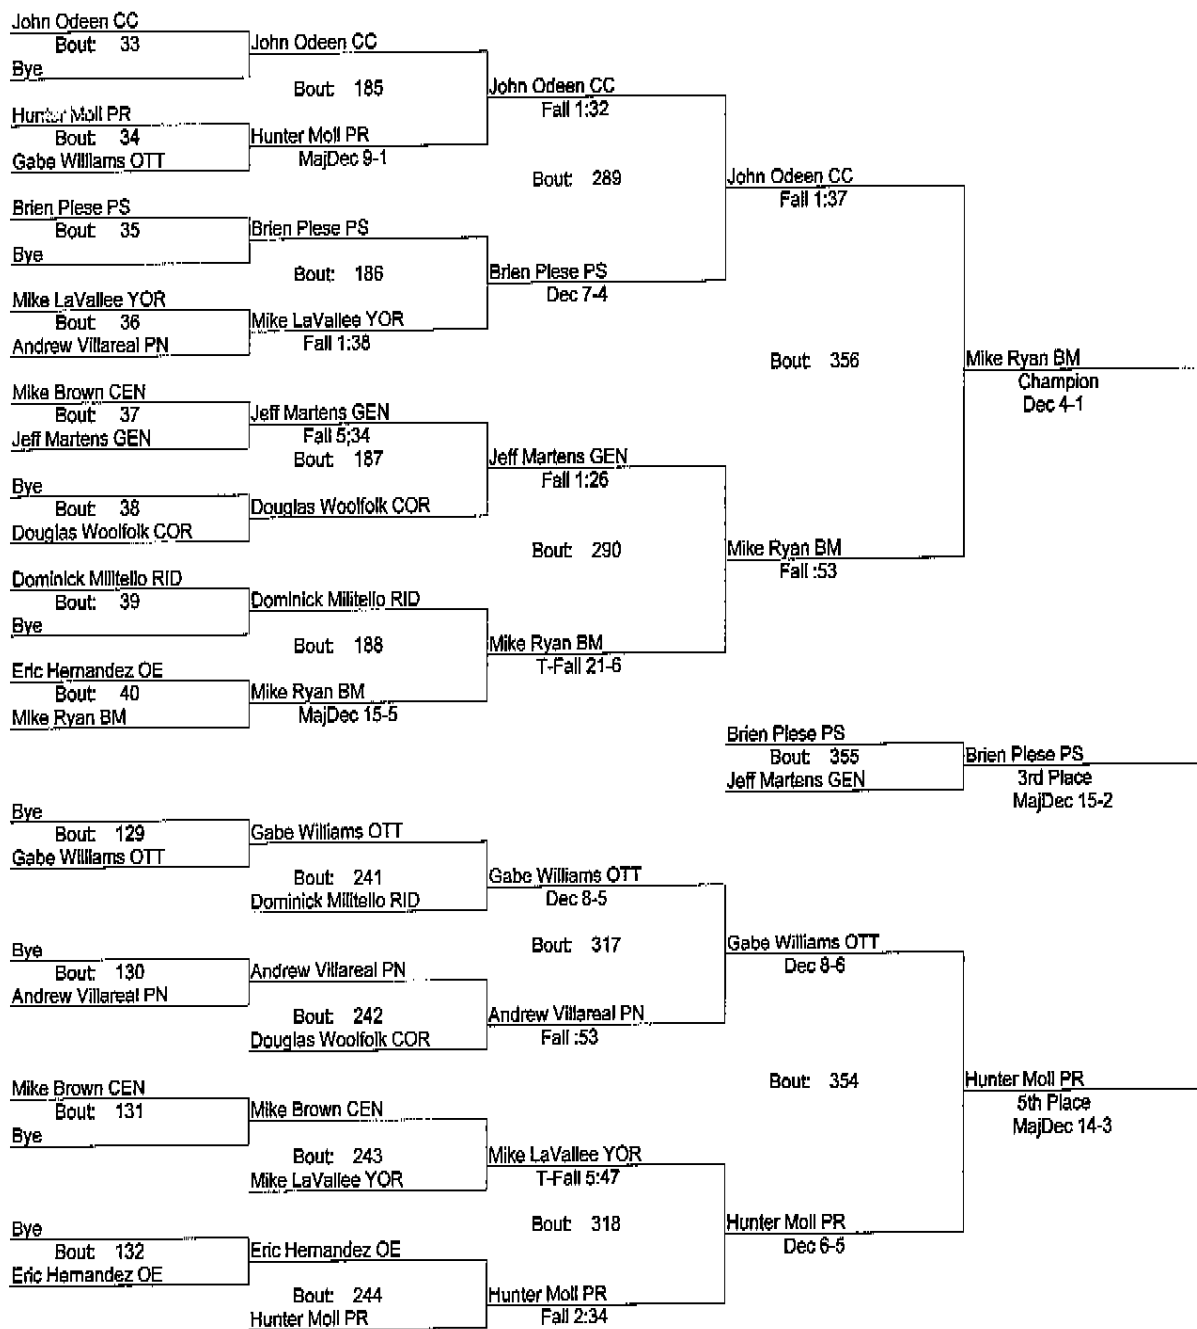 John Odeen CC
Bout: 33
Bye
John Odeen CC
Bout: 185
John Odeen CC
Fall 1:32
Hunter Moll PR
Bout: 34
Gabe Williams OTT
Hunter Moll PR
MajDec 9-1
Bout: 289
John Odeen CC
Fall 1:37
Brien Plese PS
Bout: 35
Bye
Brien Plese PS
Bout: 186
Brien Plese PS
Dec 7-4
Mike LaVallee YOR
Bout: 36
Andrew Villareal PN
Mike LaVallee YOR
Fall 1:38
Bout: 356
Mike Ryan BM
Champion
Dec 4-1
Mike Brown CEN
Bout: 37
Jeff Martens GEN
Jeff Martens GEN
Fall 5:34
Bout: 187
Jeff Martens GEN
Fall 1:26
Bye
Bout: 38
Douglas Woolfolk COR
Douglas Woolfolk COR
Bout: 290
Mike Ryan BM
Fall :53
Dominick Militello RID
Bout: 39
Bye
Dominick Militello RID
Bout: 188
Mike Ryan BM
T-Fall 21-6
Eric Hernandez OE
Bout: 40
Mike Ryan BM
Mike Ryan BM
MajDec 15-5
Brien Plese PS
Bout: 355
Jeff Martens GEN
Brien Plese PS
3rd Place
MajDec 15-2
Bye
Bout: 129
Gabe Williams OTT
Gabe Williams OTT
Bout: 241
Dominick Militello RID
Gabe Williams OTT
Dec 8-5
Bout: 317
Gabe Williams OTT
Dec 8-6
Bye
Bout: 130
Andrew Villareal PN
Andrew Villareal PN
Bout: 242
Douglas Woolfolk COR
Andrew Villareal PN
Fall :53
Bout: 354
Hunter Moll PR
5th Place
MajDec 14-3
Mike Brown CEN
Bout: 131
Bye
Mike Brown CEN
Bout: 243
Mike LaVallee YOR
Mike LaVallee YOR
T-Fall 5:47
Bout: 318
Hunter Moll PR
Dec 6-5
Bye
Bout: 132
Eric Hernandez OE
Eric Hernandez OE
Bout: 244
Hunter Moll PR
Hunter Moll PR
Fall 2:34